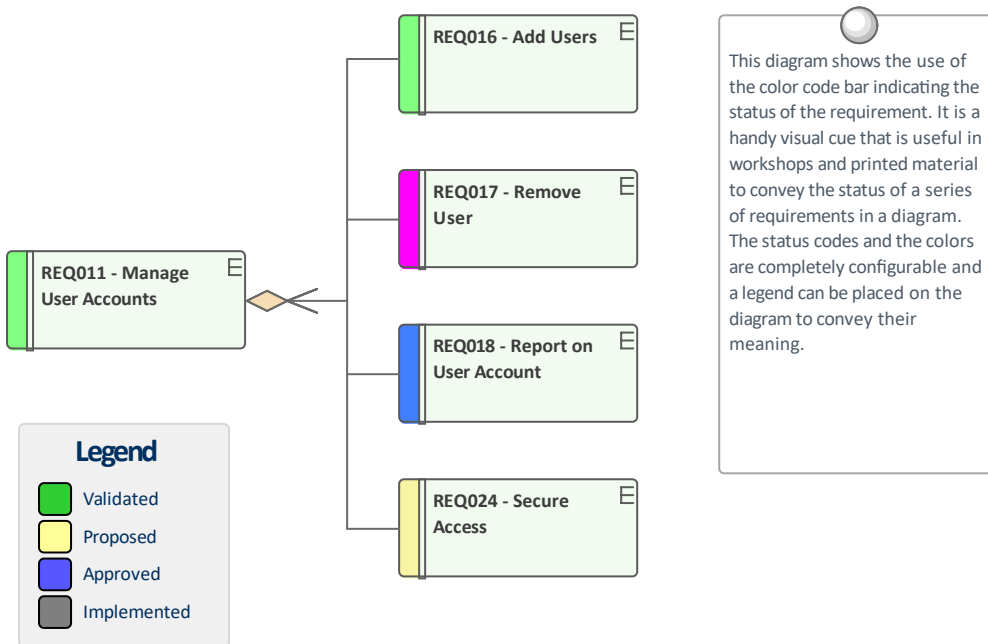 REQ016 - Add Users
E
REQ017 - Remove
User
E
REQ011 - Manage
User Accounts
E
REQ018 - Report on
User Account
E
REQ024 - Secure
Access
E
Legend
Validated
Proposed
Approved
Implemented
This diagram shows the use of
the color code bar indicating the
status of the requirement. It is a
handy visual cue that is useful in
workshops and printed material
to convey the status of a series
of requirements in a diagram.
The status codes and the colors
are completely configurable and
a legend can be placed on the
diagram to convey their
meaning.